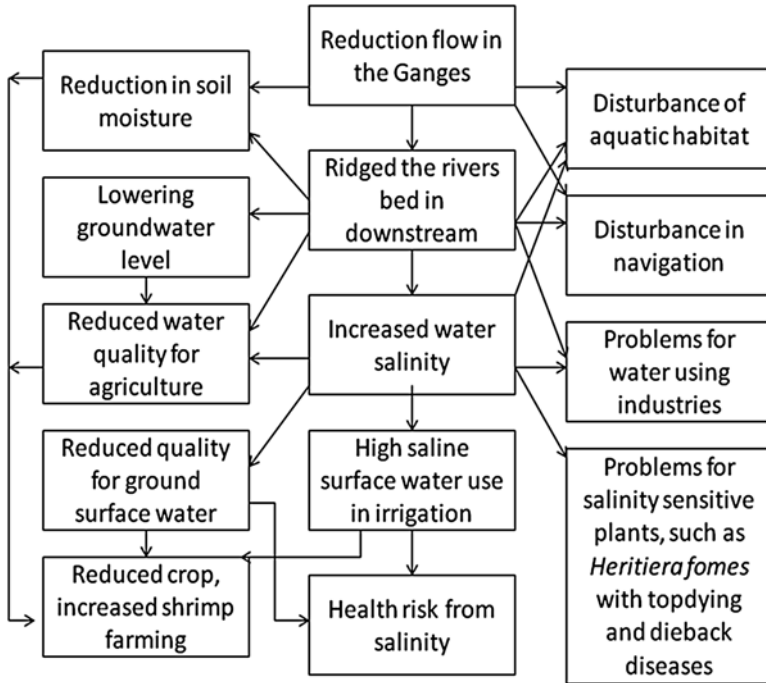 Reduction flow in
the Ganges
Reduction in soil
moisture
Disturbance of
aquatic habitat
Ridged the rivers
bed in
downstream
Lowering
groundwater
level
Disturbance in
navigation
Reduced water
quality for
agriculture
Increased water
salinity
Problems for
water using
industries
Reduced quality
for ground
surface water
High saline
surface water use
in irrigation
Problems for
salinity sensitive
plants, such as
Heritiera fomes
with topdying
and dieback
diseases
Reduced crop,
increased shrimp
farming
Health risk from
salinity